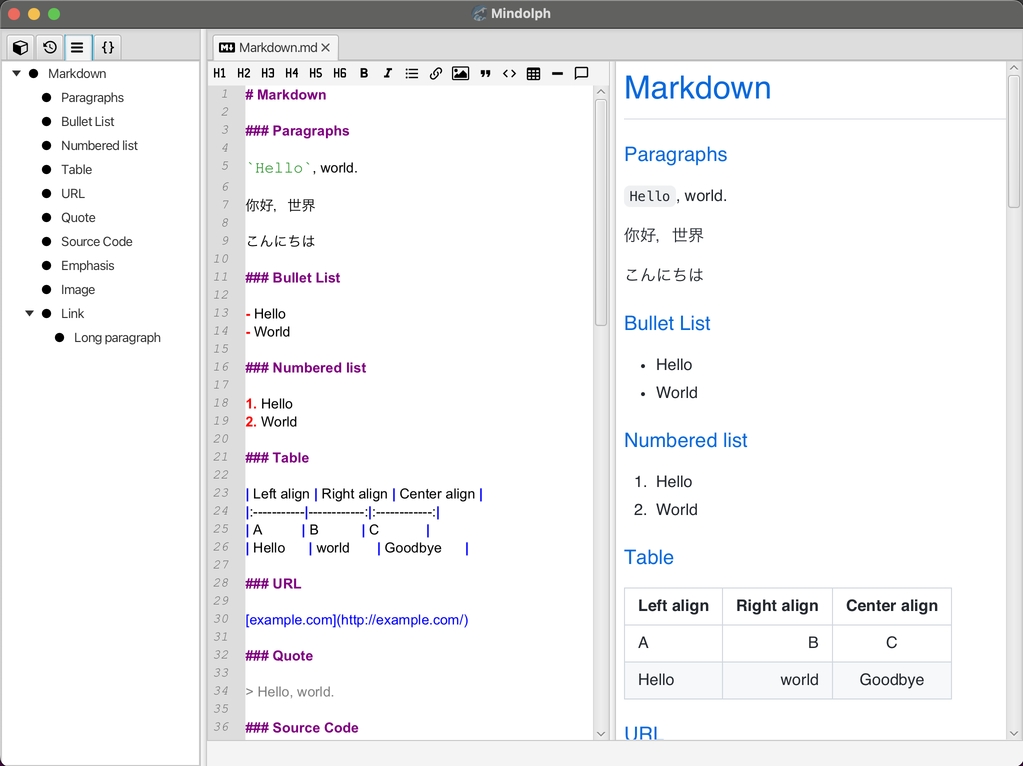 Mindolph
{}
Markdown.md
Markdown
Paragraphs
Bullet List
Numbered list
Table
URL
Quote
Source Code
Emphasis
Image
Link
Long paragraph
H1 H2 H3 H4 H5 H6 B I
1 # Markdown
2
3 ### Paragraphs
4
5 `Hello`, world.
6
7 你好，世界
8
9 こんにちは
10
11 ### Bullet List
12
13 - Hello
14 - World
15
16 ### Numbered list
17
18 1. Hello
19 2. World
20
21 ### Table
22
23 | Left align | Right align | Center align |
24 |:-----------|------------:|:------------:|
25 | A | B | C |
26 | Hello | world | Goodbye |
27
28 ### URL
29
30 [example.com](http://example.com/)
31
32 ### Quote
33
34 > Hello, world.
35
36 ### Source Code
Markdown
Paragraphs
Hello , world.
你好，世界
こんにちは
Bullet List
• Hello
• World
Numbered list
1. Hello
2. World
Table
Left align Right align Center align
A B C
Hello world Goodbye
URL